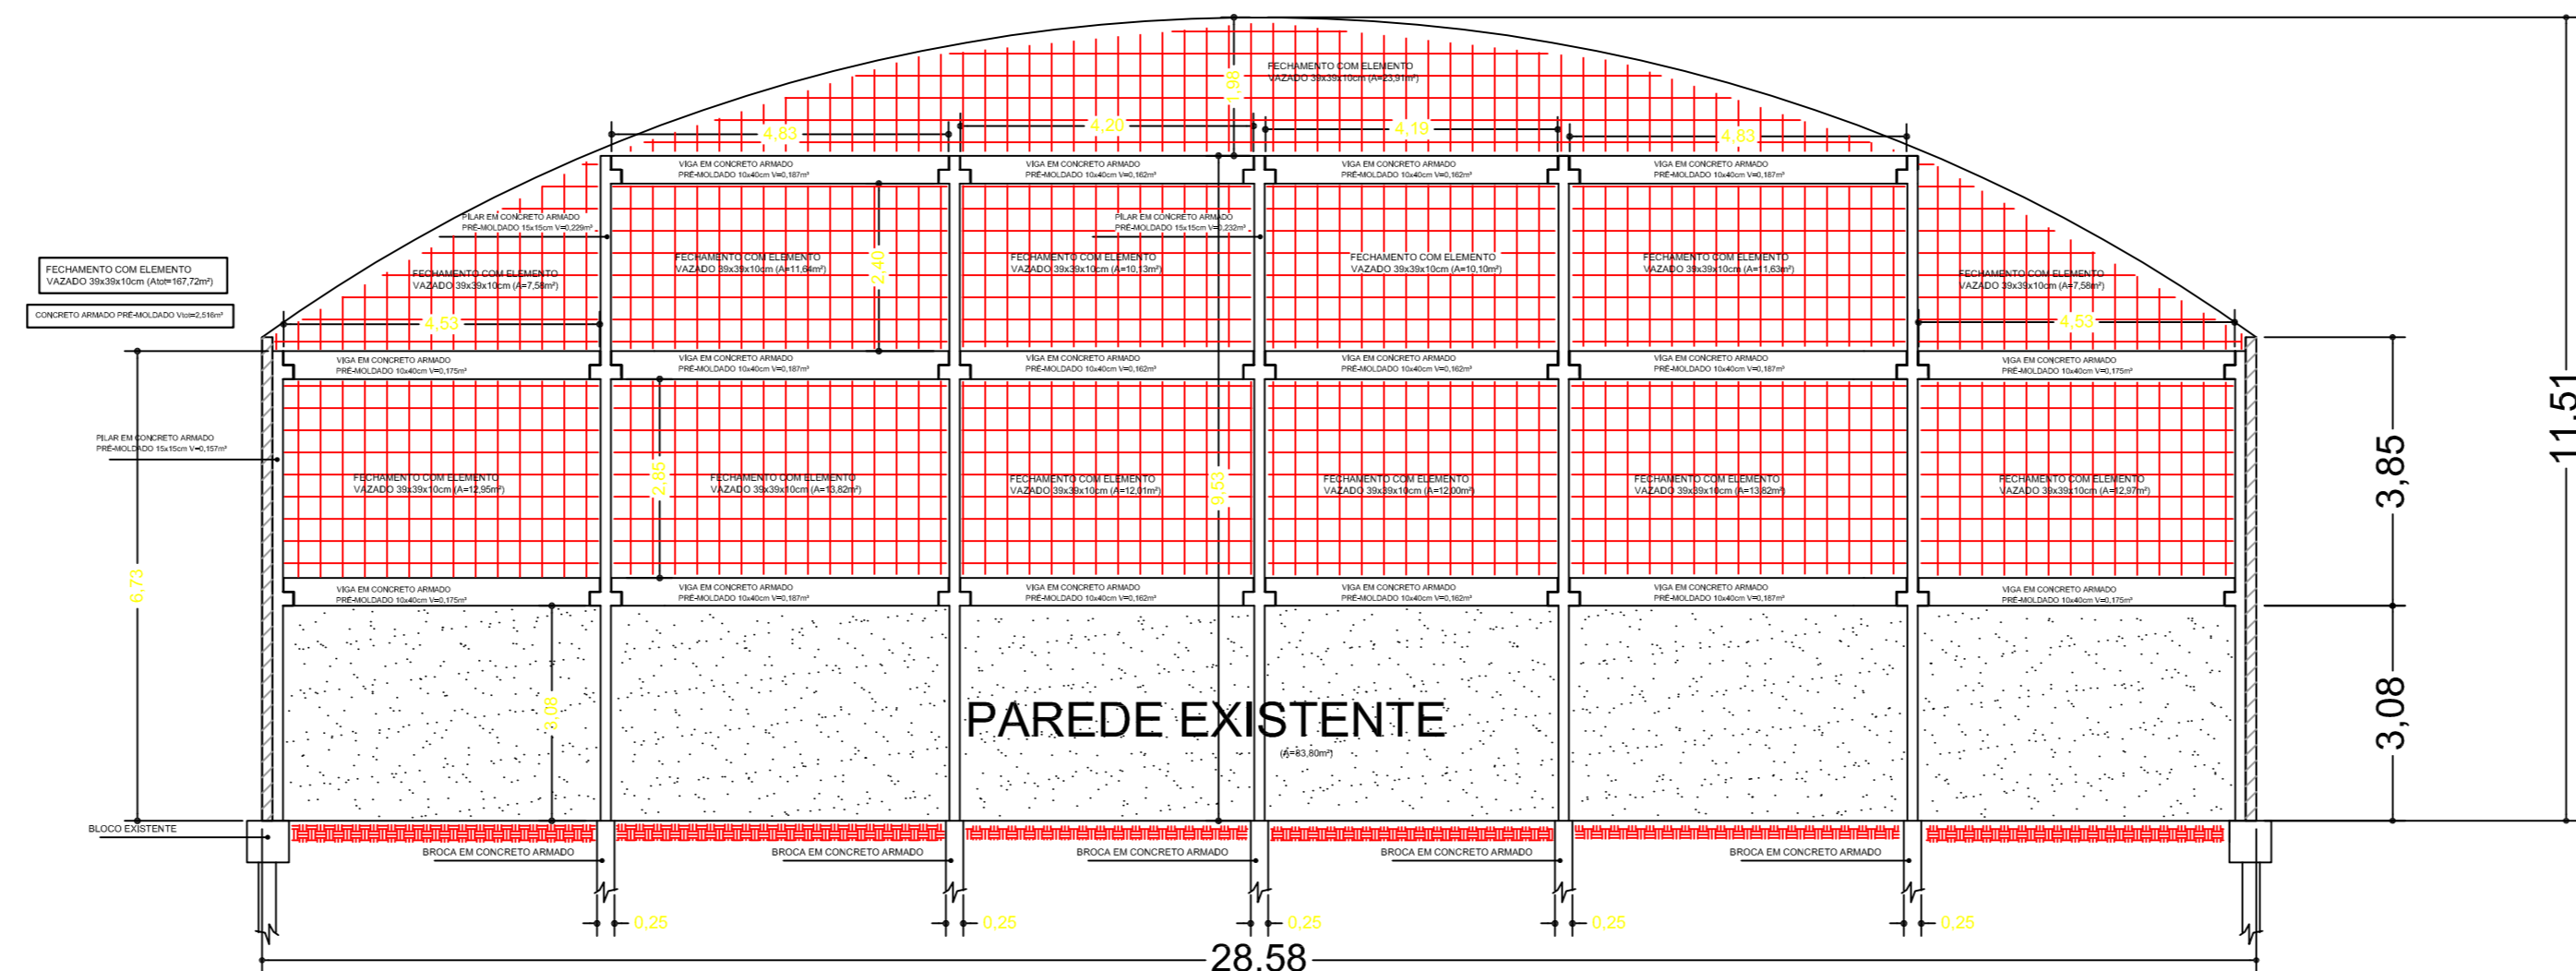 FECHAMENTO COM ELEMENTO
VAZADO 39x39x10cm (A=23,91m²)
1,98
4,83
4,20
4,19
4,83
VIGA EM CONCRETO ARMADO
PRÉ-MOLDADO 10x40cm V=0,187m³
VIGA EM CONCRETO ARMADO
PRÉ-MOLDADO 10x40cm V=0,162m³
VIGA EM CONCRETO ARMADO
PRÉ-MOLDADO 10x40cm V=0,162m³
VIGA EM CONCRETO ARMADO
PRÉ-MOLDADO 10x40cm V=0,187m³
PILAR EM CONCRETO ARMADO
PRÉ-MOLDADO 15x15cm V=0,229m³
PILAR EM CONCRETO ARMADO
PRÉ-MOLDADO 15x15cm V=0,232m³
FECHAMENTO COM ELEMENTO
VAZADO 39x39x10cm (Atot=167,72m²)
CONCRETO ARMADO PRÉ-MOLDADO Vtot=2,516m³
FECHAMENTO COM ELEMENTO
VAZADO 39x39x10cm (A=7,58m²)
FECHAMENTO COM ELEMENTO
VAZADO 39x39x10cm (A=11,64m²)
2,40
FECHAMENTO COM ELEMENTO
VAZADO 39x39x10cm (A=10,13m²)
FECHAMENTO COM ELEMENTO
VAZADO 39x39x10cm (A=10,10m²)
FECHAMENTO COM ELEMENTO
VAZADO 39x39x10cm (A=11,63m²)
FECHAMENTO COM ELEMENTO
VAZADO 39x39x10cm (A=7,58m²)
4,53
4,53
VIGA EM CONCRETO ARMADO
PRÉ-MOLDADO 10x40cm V=0,175m³
VIGA EM CONCRETO ARMADO
PRÉ-MOLDADO 10x40cm V=0,187m³
VIGA EM CONCRETO ARMADO
PRÉ-MOLDADO 10x40cm V=0,162m³
VIGA EM CONCRETO ARMADO
PRÉ-MOLDADO 10x40cm V=0,162m³
VIGA EM CONCRETO ARMADO
PRÉ-MOLDADO 10x40cm V=0,187m³
VIGA EM CONCRETO ARMADO
PRÉ-MOLDADO 10x40cm V=0,175m³
11,51
3,85
PILAR EM CONCRETO ARMADO
PRÉ-MOLDADO 15x15cm V=0,157m³
6,73
FECHAMENTO COM ELEMENTO
VAZADO 39x39x10cm (A=12,95m²)
2,85
FECHAMENTO COM ELEMENTO
VAZADO 39x39x10cm (A=13,82m²)
FECHAMENTO COM ELEMENTO
VAZADO 39x39x10cm (A=12,01m²)
9,53
FECHAMENTO COM ELEMENTO
VAZADO 39x39x10cm (A=12,00m²)
FECHAMENTO COM ELEMENTO
VAZADO 39x39x10cm (A=13,82m²)
FECHAMENTO COM ELEMENTO
VAZADO 39x39x10cm (A=12,97m²)
VIGA EM CONCRETO ARMADO
PRÉ-MOLDADO 10x40cm V=0,175m³
VIGA EM CONCRETO ARMADO
PRÉ-MOLDADO 10x40cm V=0,187m³
VIGA EM CONCRETO ARMADO
PRÉ-MOLDADO 10x40cm V=0,162m³
VIGA EM CONCRETO ARMADO
PRÉ-MOLDADO 10x40cm V=0,162m³
VIGA EM CONCRETO ARMADO
PRÉ-MOLDADO 10x40cm V=0,187m³
VIGA EM CONCRETO ARMADO
PRÉ-MOLDADO 10x40cm V=0,175m³
3,08
PAREDE EXISTENTE
(A=83,80m²)
3,08
BLOCO EXISTENTE
BROCA EM CONCRETO ARMADO
BROCA EM CONCRETO ARMADO
BROCA EM CONCRETO ARMADO
BROCA EM CONCRETO ARMADO
BROCA EM CONCRETO ARMADO
0,25
0,25
0,25
0,25
0,25
28,58